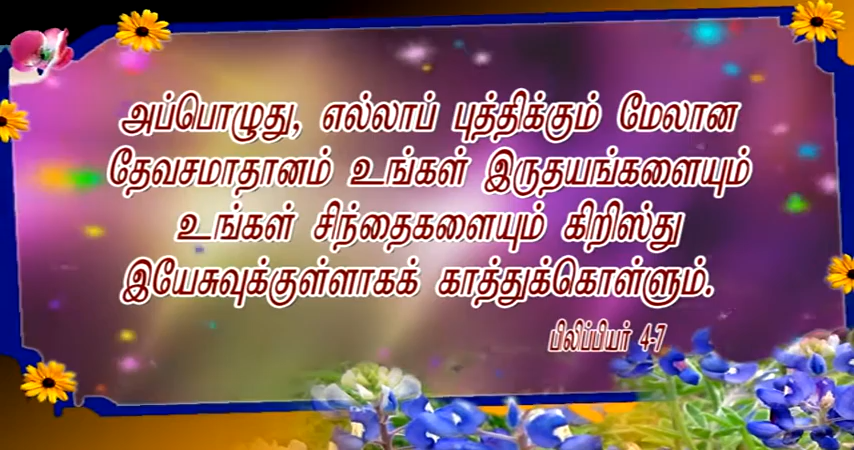 அப்பொழுது, எல்லாப் புத்திக்கும் மேலான
தேவசமாதானம் உங்கள் இருதயங்களையும்
உங்கள் சிந்தைகளையும் கிறிஸ்து
இயேசுவுக்குள்ளாகக் காத்துக்கொள்ளும்.
பிலிப்பியர் 4-7